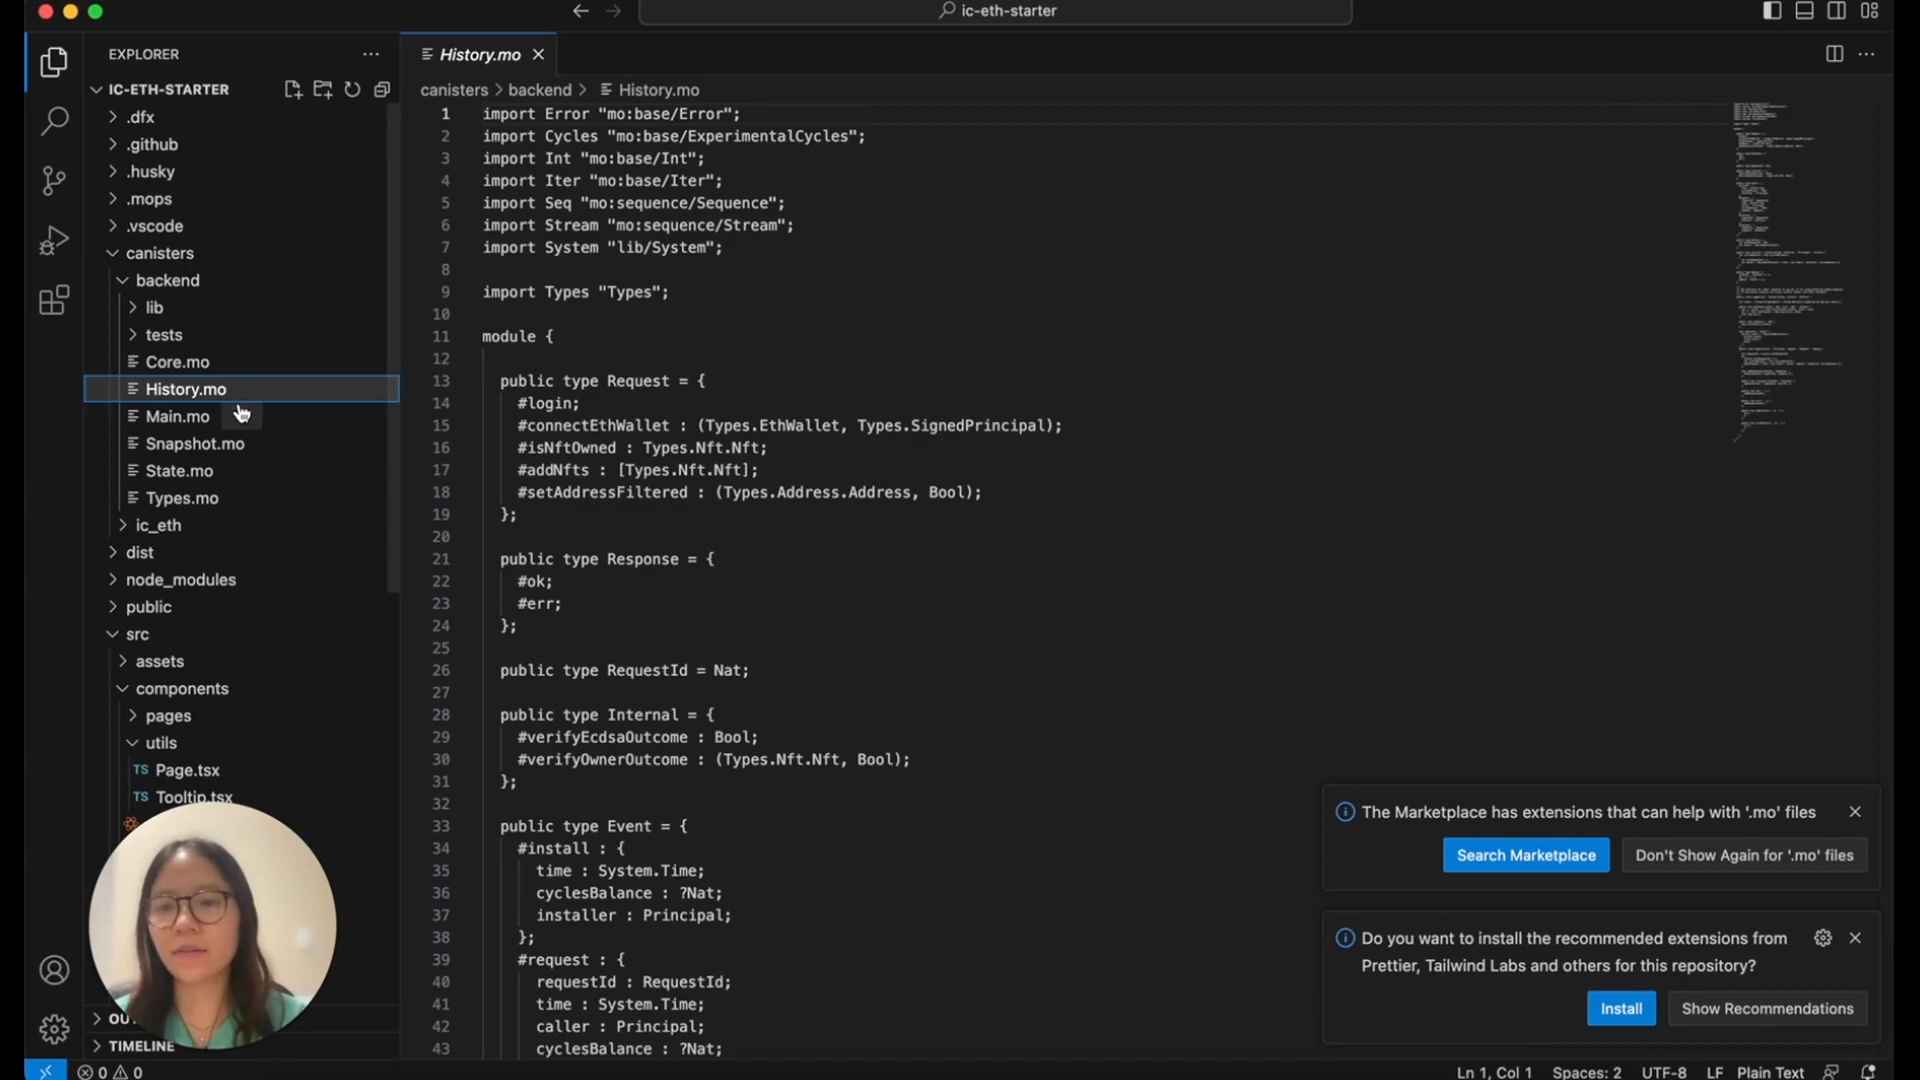 ic-eth-starter
EXPLORER
IC-ETH-STARTER
.dfx
.github
.husky
.mops
.vscode
canisters
backend
lib
tests
Core.mo
History.mo
Main.mo
Snapshot.mo
State.mo
Types.mo
ic_eth
dist
node_modules
public
src
assets
components
pages
utils
TS Page.tsx
TS Tooltip.tsx
TIMELINE
0 0
History.mo
canisters > backend > History.mo
1 import Error "mo:base/Error";
2 import Cycles "mo:base/ExperimentalCycles";
3 import Int "mo:base/Int";
4 import Iter "mo:base/Iter";
5 import Seq "mo:sequence/Sequence";
6 import Stream "mo:sequence/Stream";
7 import System "lib/System";
8
9 import Types "Types";
10
11 module {
12
13 public type Request = {
14 #login;
15 #connectEthWallet : (Types.EthWallet, Types.SignedPrincipal);
16 #isNftOwned : Types.Nft.Nft;
17 #addNfts : [Types.Nft.Nft];
18 #setAddressFiltered : (Types.Address.Address, Bool);
19 };
20
21 public type Response = {
22 #ok;
23 #err;
24 };
25
26 public type RequestId = Nat;
27
28 public type Internal = {
29 #verifyEcdsaOutcome : Bool;
30 #verifyOwnerOutcome : (Types.Nft.Nft, Bool);
31 };
32
33 public type Event = {
34 #install : {
35 time : System.Time;
36 cyclesBalance : ?Nat;
37 installer : Principal;
38 };
39 #request : {
40 requestId : RequestId;
41 time : System.Time;
42 caller : Principal;
43 cyclesBalance : ?Nat;
The Marketplace has extensions that can help with '.mo' files
Search Marketplace
Don't Show Again for '.mo' files
Do you want to install the recommended extensions from
Prettier, Tailwind Labs and others for this repository?
Install
Show Recommendations
Ln 1, Col 1 Spaces: 2 UTF-8 LF Plain Text